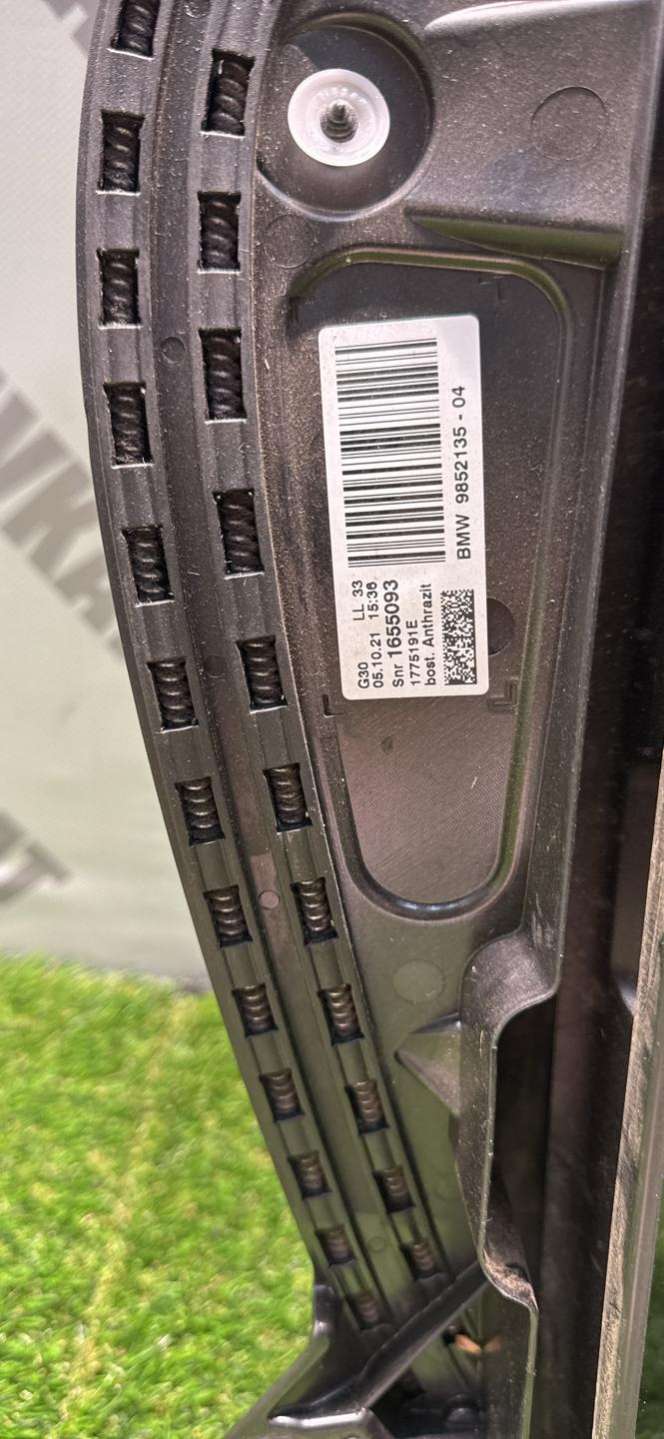 G30 LL 33
05.10.21 15:36
Snr 1655093
1775191E
bost. Anthrazit
BMW 9852135 - 04